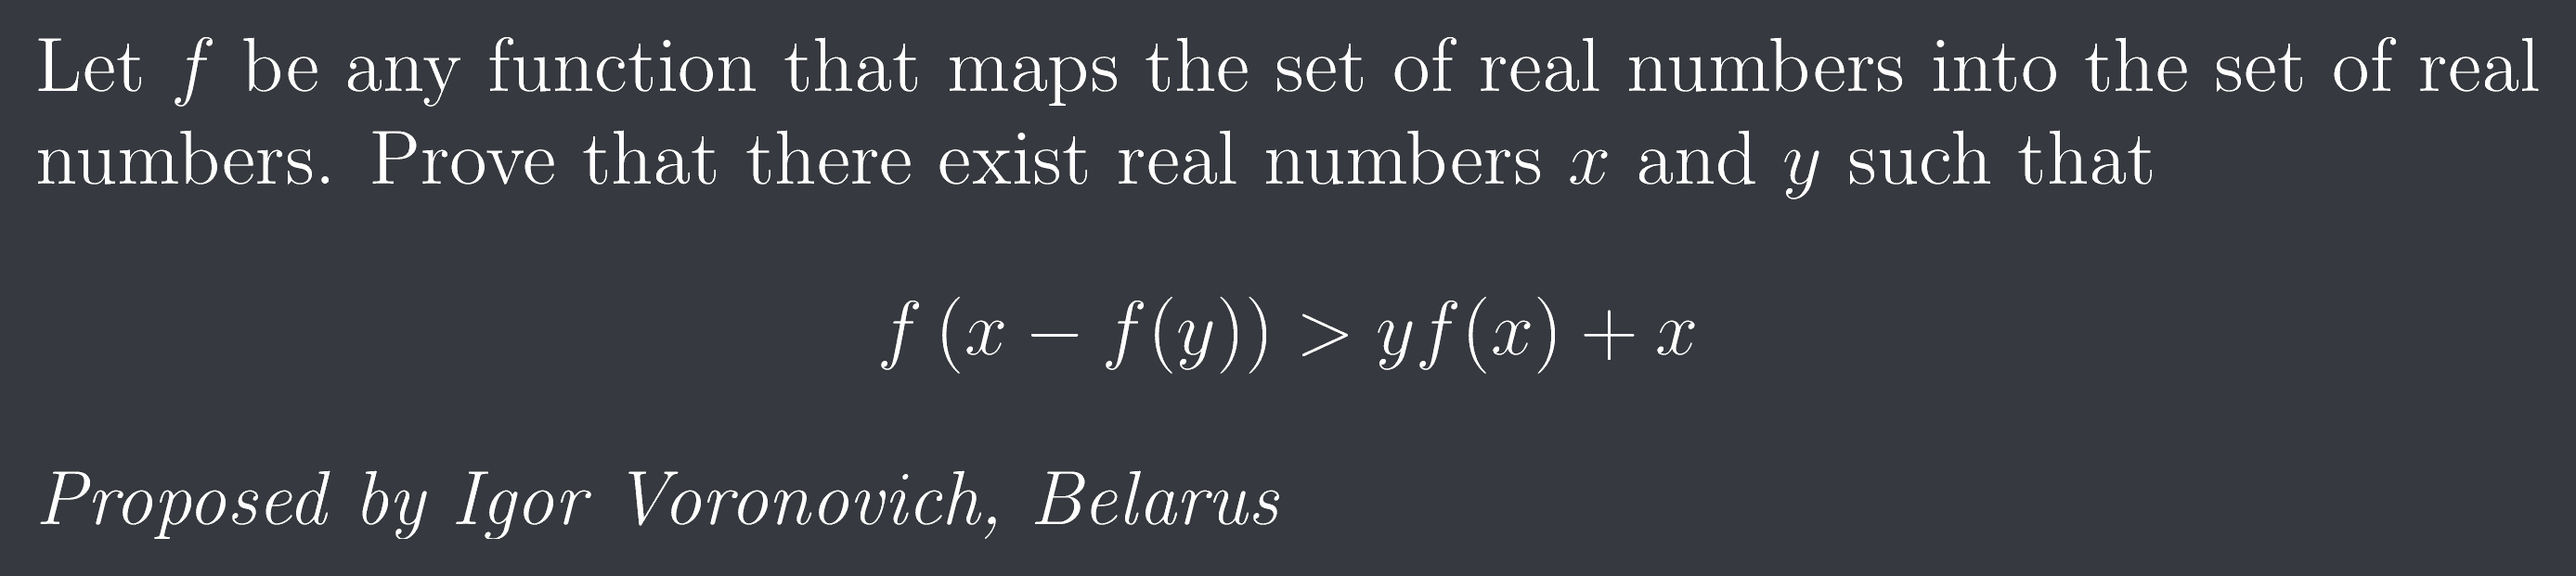 Let f be any function that maps the set of real numbers into the set of real
numbers. Prove that there exist real numbers x and y such that
f (x − f(y)) > yf(x) + x
Proposed by Igor Voronovich, Belarus